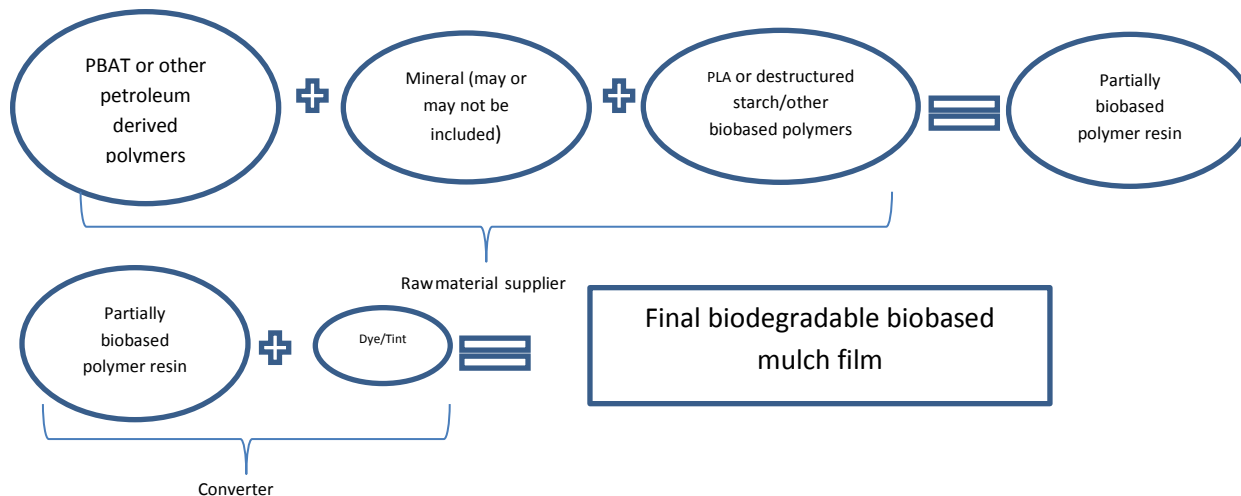 PBAT or other
petroleum
derived
polymers
Mineral (may or
may not be
included)
PLA or destructured
starch/other
biobased polymers
Partially
biobased
polymer resin
Raw material supplier
Partially
biobased
polymer resin
Dye/Tint
Final biodegradable biobased
mulch film
Converter